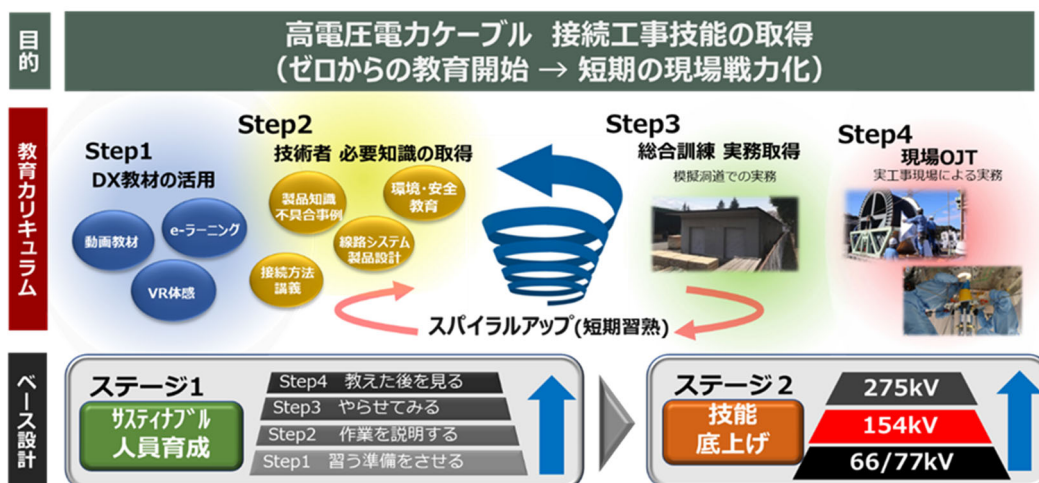 目的
高電圧電力ケーブル 接続工事技能の取得
（ゼロからの教育開始 → 短期の現場戦力化）
教育カリキュラム
Step1
DX教材の活用
動画教材
e-ラーニング
VR体感
Step2
技術者 必要知識の取得
製品知識
不具合事例
環境・安全
教育
線路システム
製品設計
接続方法
講義
Step3
総合訓練 実務取得
模擬洞道での実務
Step4
現場OJT
実工事現場による実務
スパイラルアップ(短期習熟)
ベース設計
ステージ1
サスティナブル
人員育成
Step4 教えた後を見る
Step3 やらせてみる
Step2 作業を説明する
Step1 習う準備をさせる
ステージ２
技能
底上げ
275kV
154kV
66/77kV